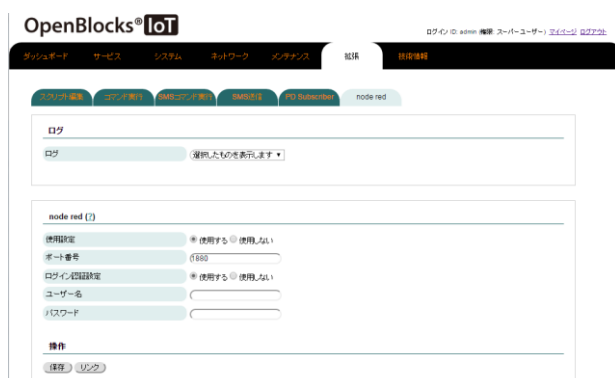 OpenBlocks® IoT
ログイン ID: admin (権限: スーパーユーザー) マイページ ログアウト
ダッシュボード サービス システム ネットワーク メンテナンス 拡張 技術情報
スクリプト編集 コマンド実行 SMSコマンド実行 SMS送信 PD Subscriber node red
ログ
ログ 選択したものを表示します
node red (?)
使用設定 使用する 使用しない
ポート番号 1880
ログイン認証設定 使用する 使用しない
ユーザー名
パスワード
操作
保存 リンク